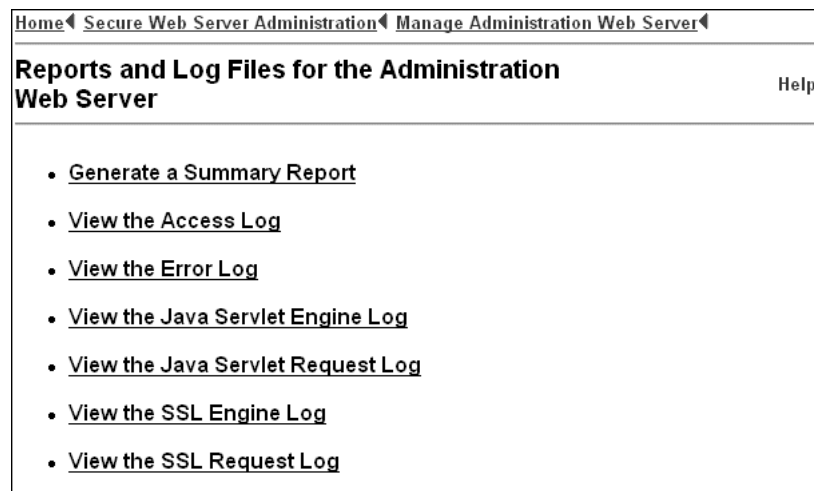 Home Secure Web Server Administration Manage Administration Web Server
Reports and Log Files for the Administration
Web Server
Help
Generate a Summary Report
View the Access Log
View the Error Log
View the Java Servlet Engine Log
View the Java Servlet Request Log
View the SSL Engine Log
View the SSL Request Log